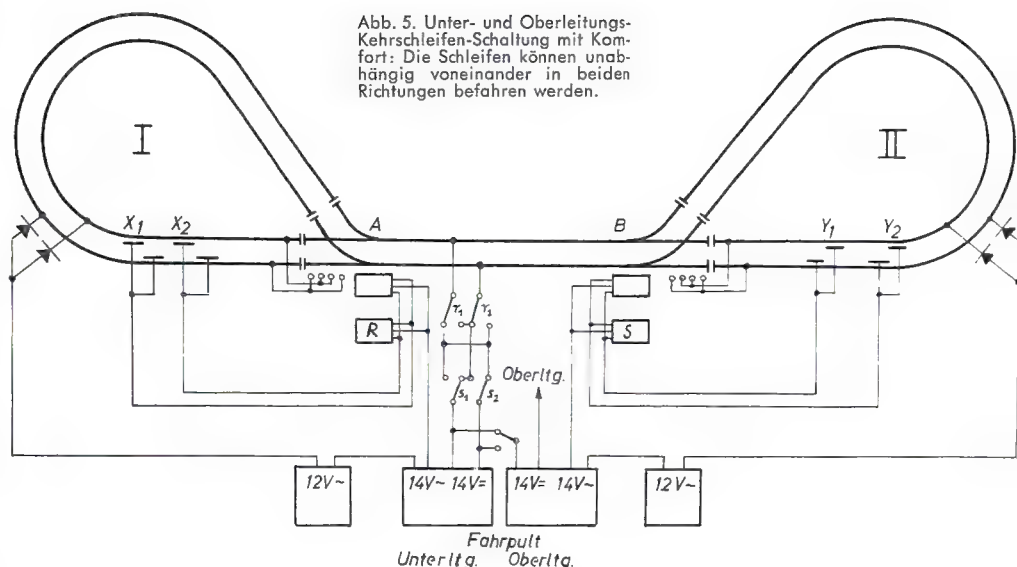 Abb. 5. Unter- und Oberleitungs-
Kehrschleifen-Schaltung mit Kom-
fort: Die Schleifen können unab-
hängig voneinander in beiden
Richtungen befahren werden.
I
II
X1
X2
A
B
Y1
Y2
r1
r2
R
S
s1
s2
Oberltg.
12V~
14V~ 14V=
14V= 14V~
12V~
Fahrpult
Unterltg. Oberltg.